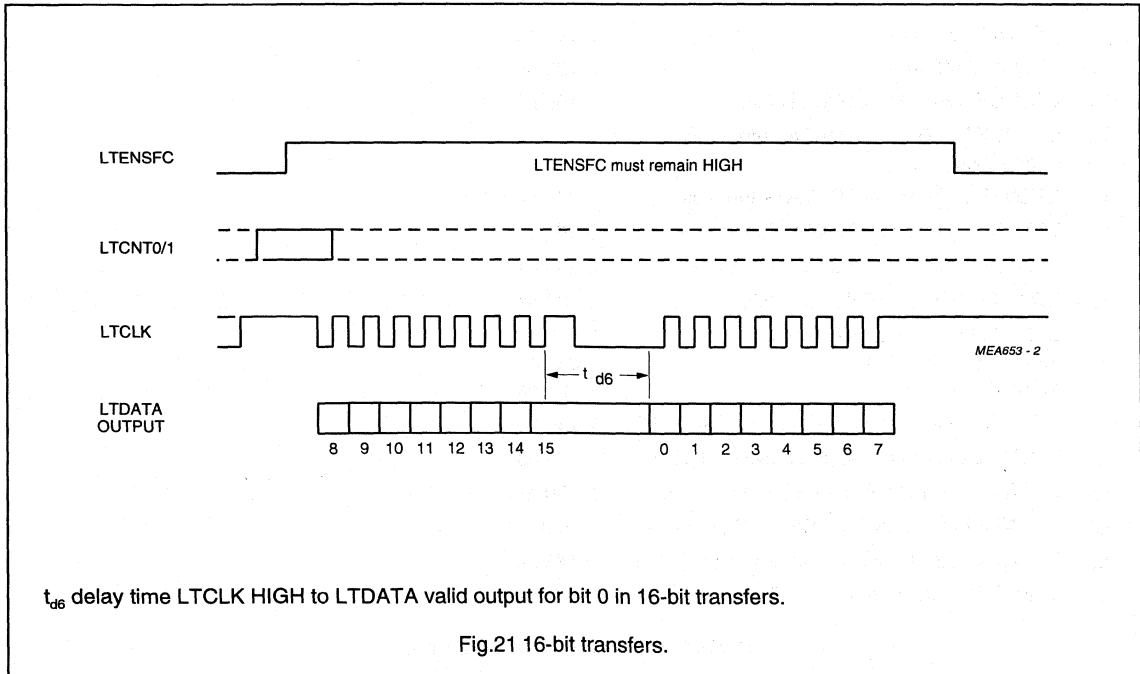 LTENSFC
LTENSFC must remain HIGH
LTCNT0/1
LTCLK
MEA653 - 2
t d6
LTDATA
OUTPUT
8 9 10 11 12 13 14 15 0 1 2 3 4 5 6 7
td6 delay time LTCLK HIGH to LTDATA valid output for bit 0 in 16-bit transfers.
Fig.21 16-bit transfers.